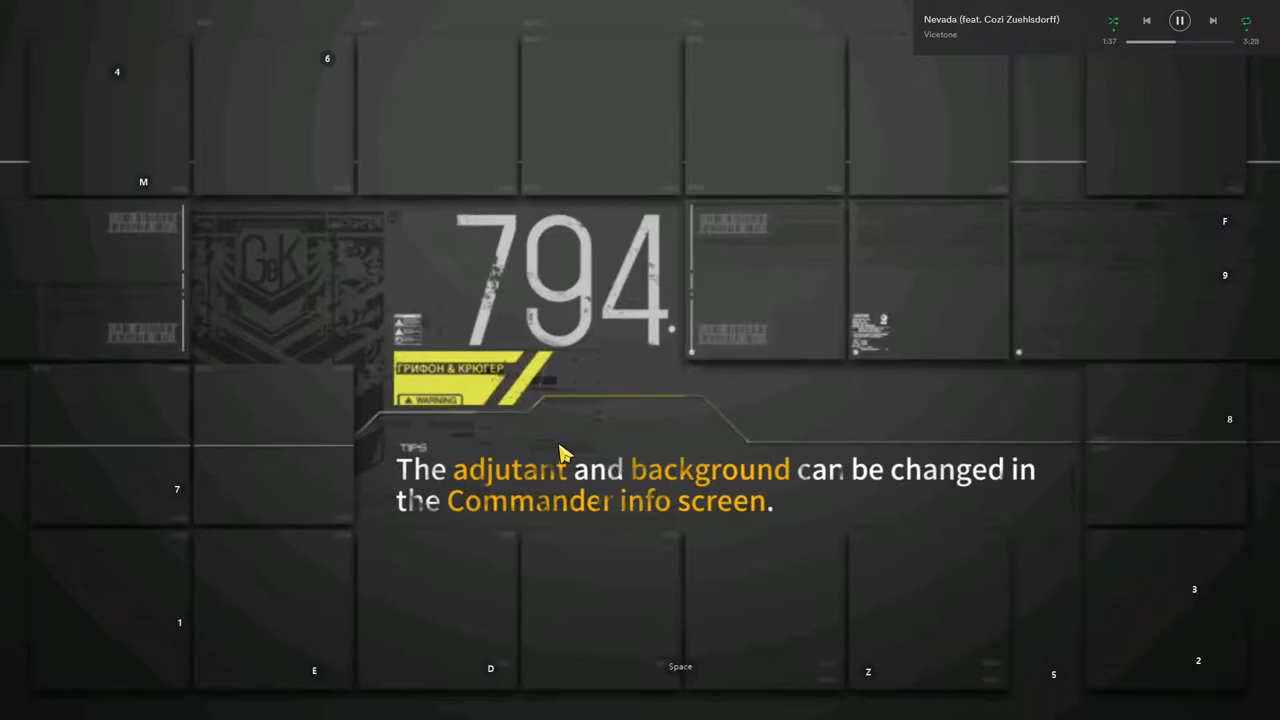 Nevada (feat. Cozi Zuehlsdorff)
Vicetone
1:37
3:28
4
6
M
G&K
794.
F
9
ГРИФОН & КРЮГЕР
WARNING
8
TIPS
The adjutant and background can be changed in
the Commander info screen.
7
3
1
E
D
Space
Z
5
2